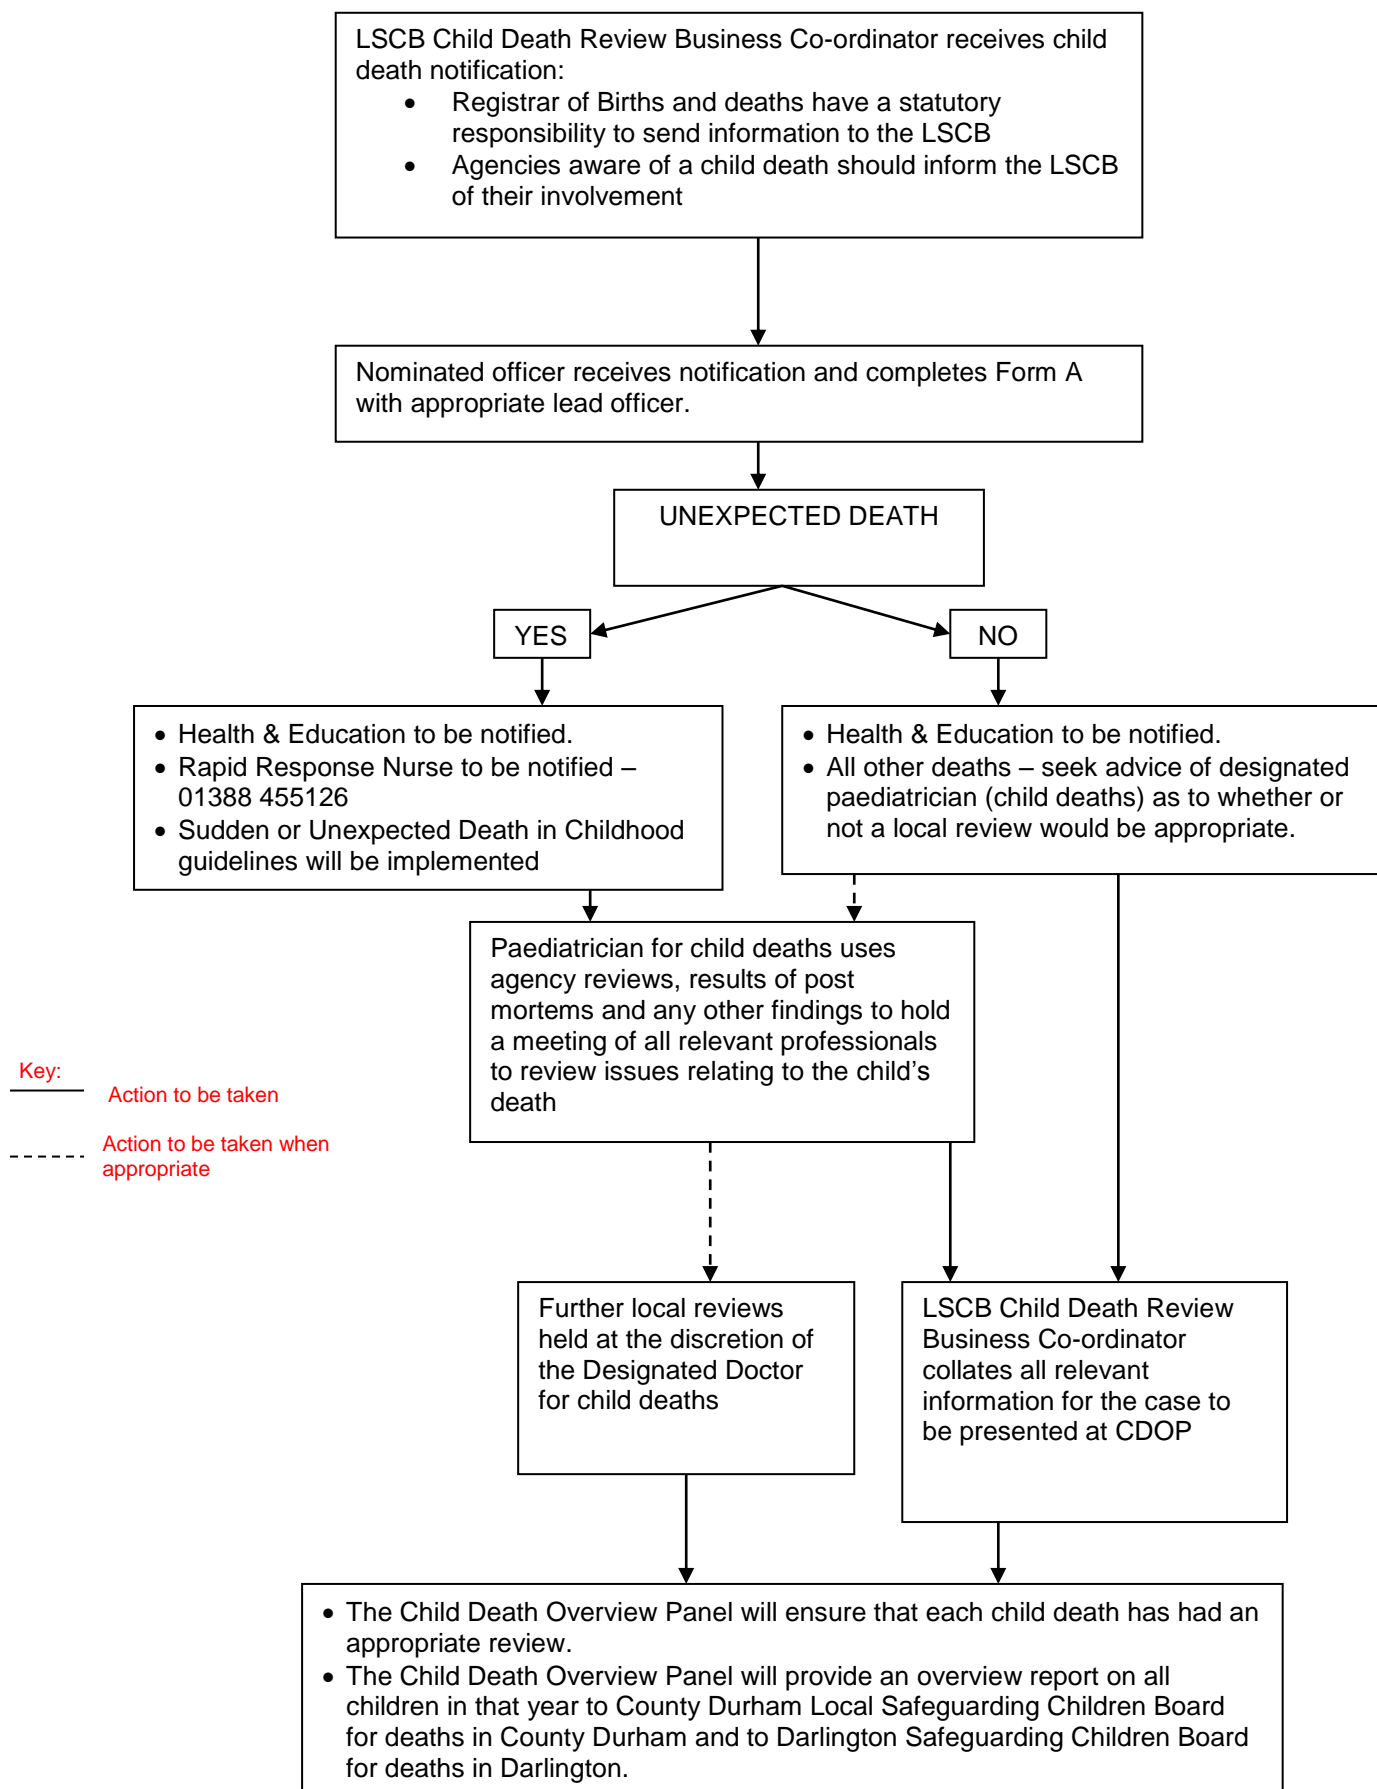 LSCB Child Death Review Business Co-ordinator receives child
death notification:
• Registrar of Births and deaths have a statutory
responsibility to send information to the LSCB
• Agencies aware of a child death should inform the LSCB
of their involvement
Nominated officer receives notification and completes Form A
with appropriate lead officer.
UNEXPECTED DEATH
YES
NO
• Health & Education to be notified.
• Rapid Response Nurse to be notified –
01388 455126
• Sudden or Unexpected Death in Childhood
guidelines will be implemented
• Health & Education to be notified.
• All other deaths – seek advice of designated
paediatrician (child deaths) as to whether or
not a local review would be appropriate.
Paediatrician for child deaths uses
agency reviews, results of post
mortems and any other findings to hold
a meeting of all relevant professionals
to review issues relating to the child’s
death
Key:
Action to be taken
Action to be taken when
appropriate
Further local reviews
held at the discretion of
the Designated Doctor
for child deaths
LSCB Child Death Review
Business Co-ordinator
collates all relevant
information for the case to
be presented at CDOP
• The Child Death Overview Panel will ensure that each child death has had an
appropriate review.
• The Child Death Overview Panel will provide an overview report on all
children in that year to County Durham Local Safeguarding Children Board
for deaths in County Durham and to Darlington Safeguarding Children Board
for deaths in Darlington.